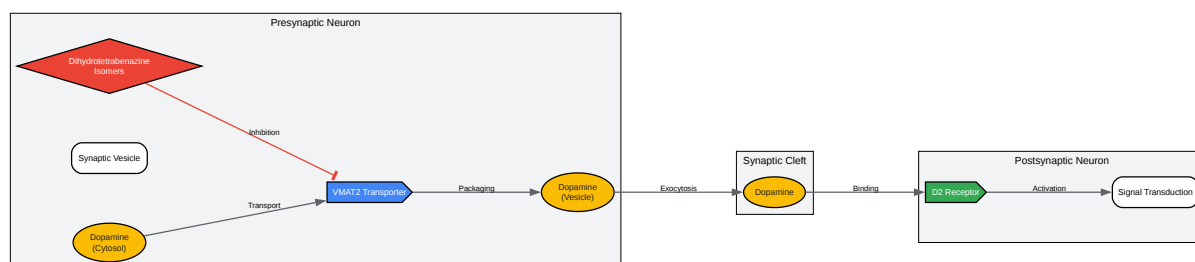 Presynaptic Neuron
Dihydrotetrabenazine
Isomers
Inhibition
Synaptic Vesicle
VMAT2 Transporter
Packaging
Dopamine
(Vesicle)
Transport
Dopamine
(Cytosol)
Exocytosis
Synaptic Cleft
Dopamine
Binding
Postsynaptic Neuron
D2 Receptor
Activation
Signal Transduction